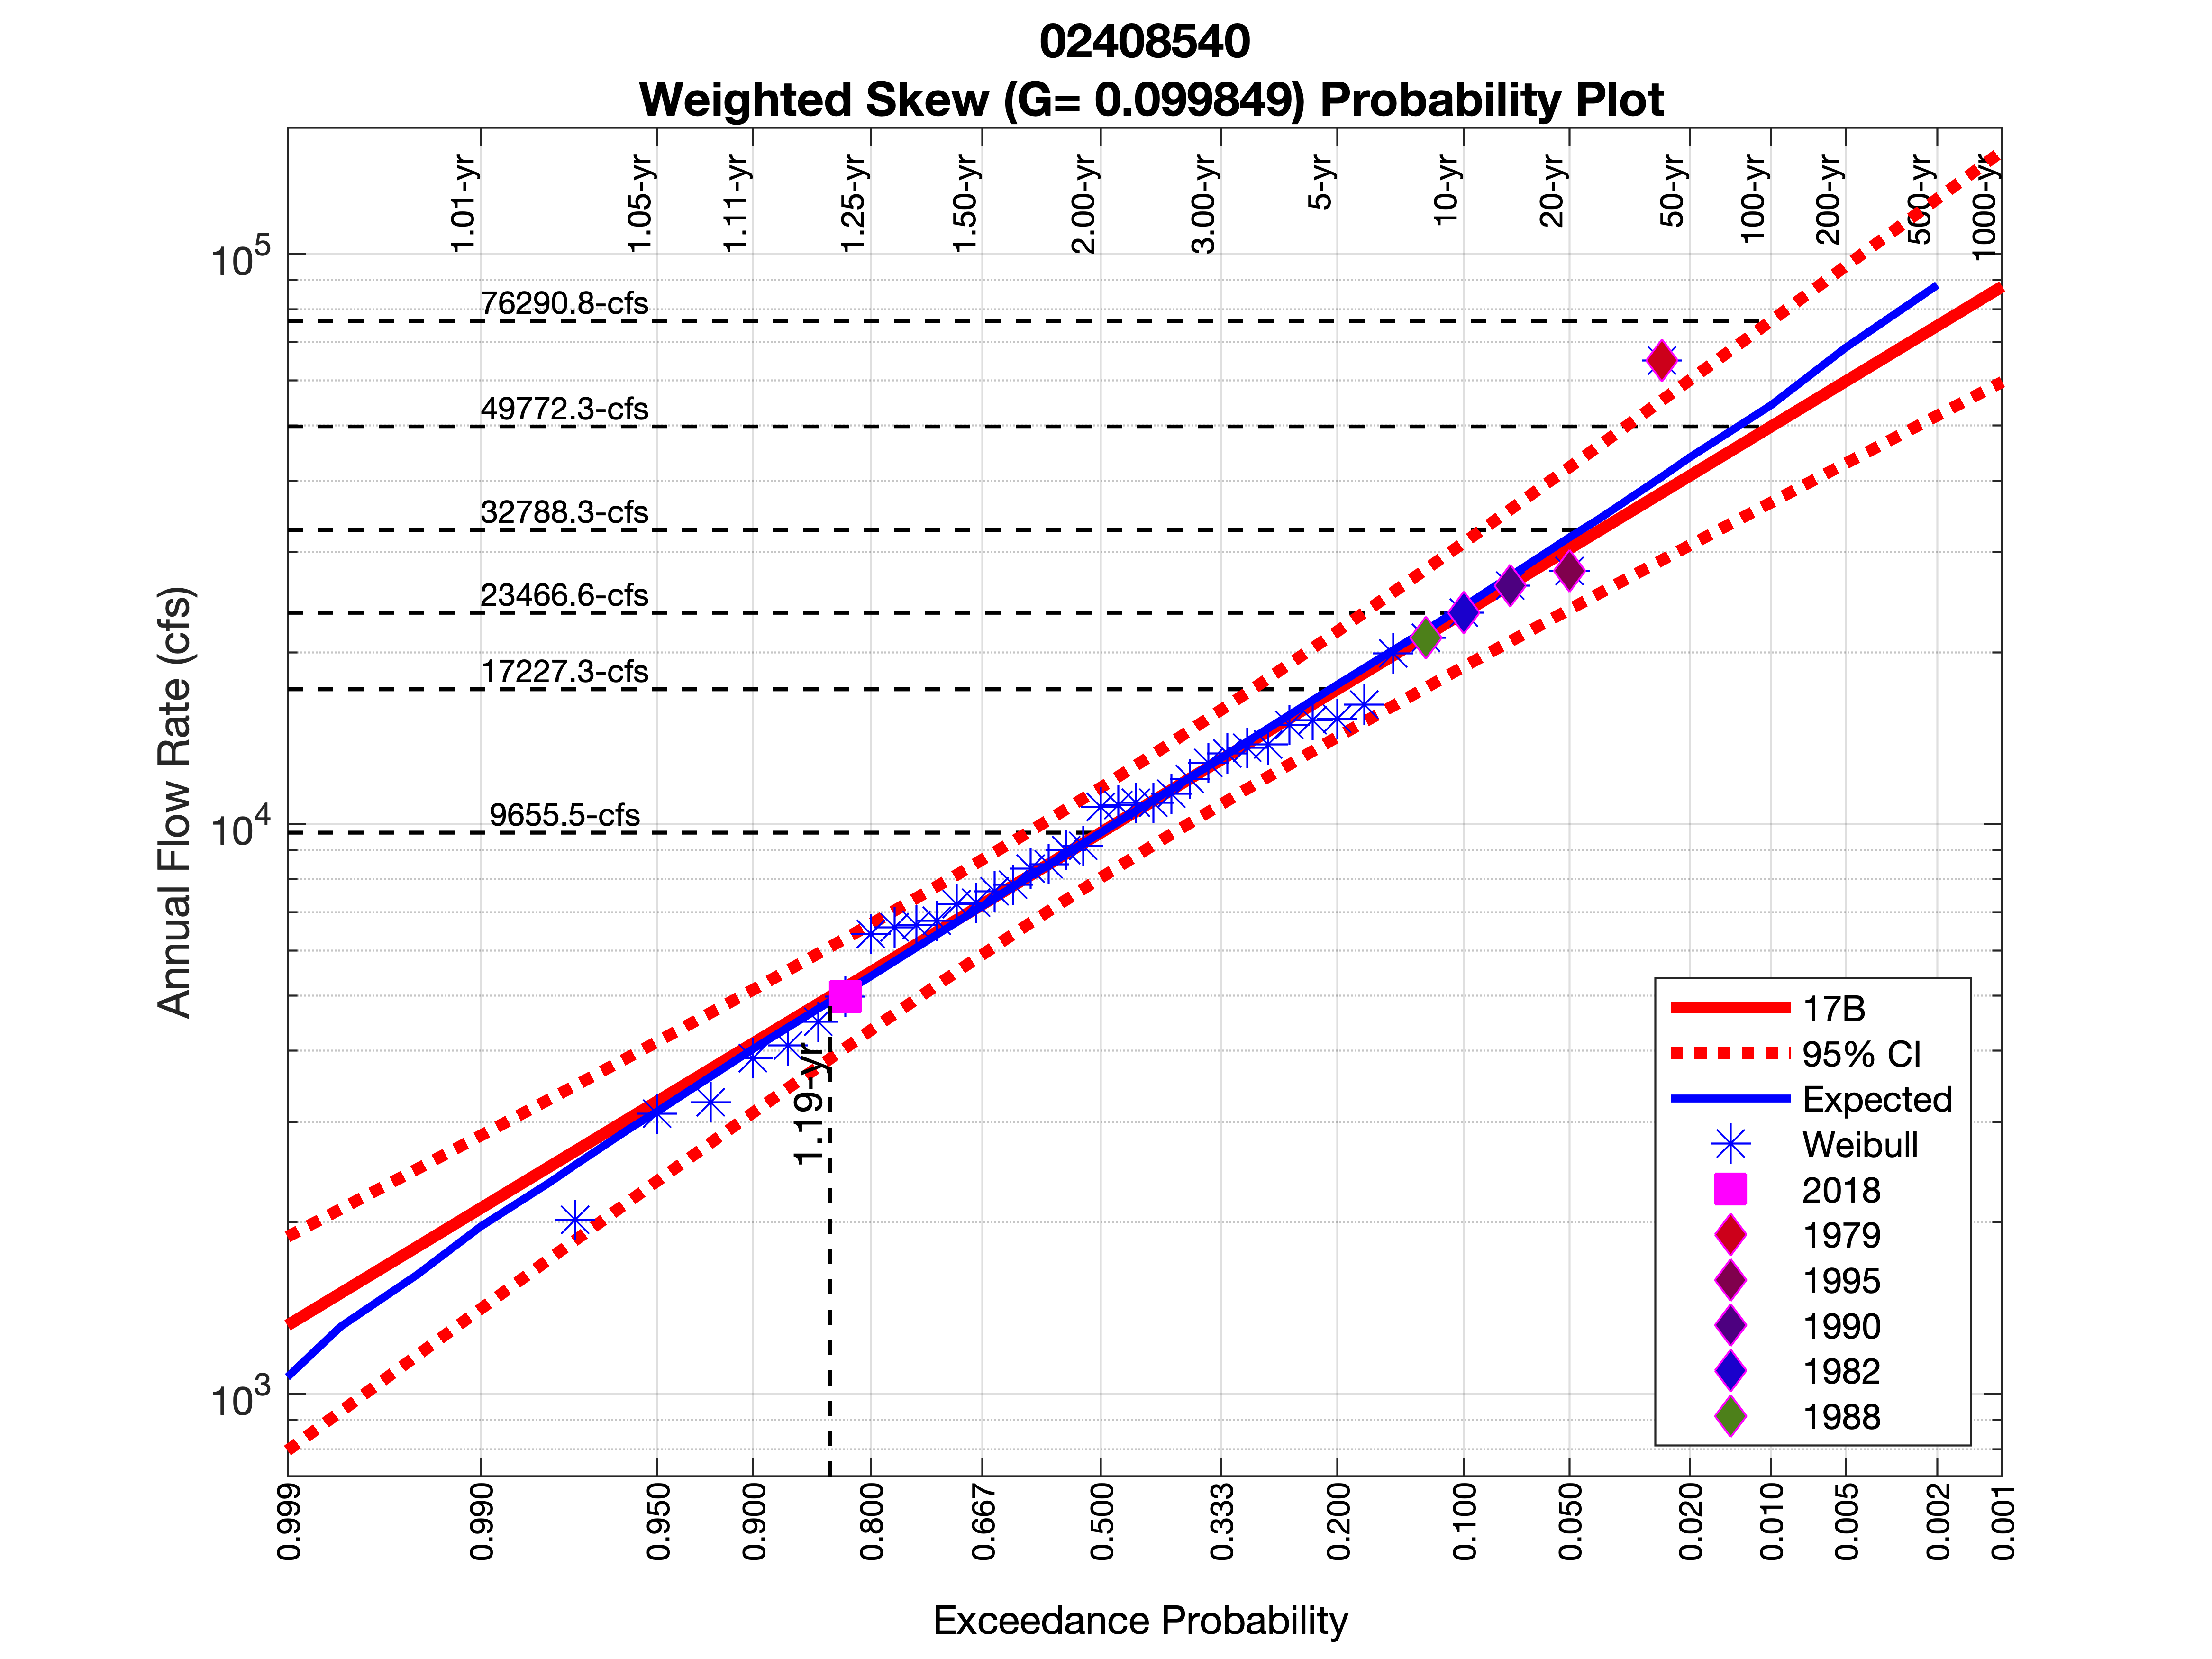 02408540
Weighted Skew (G= 0.099849) Probability Plot
1.01-yr
1.05-yr
1.11-yr
1.25-yr
1.50-yr
2.00-yr
3.00-yr
5-yr
10-yr
20-yr
50-yr
100-yr
200-yr
500-yr
1000-yr
10^5
10^4
10^3
Annual Flow Rate (cfs)
76290.8-cfs
49772.3-cfs
32788.3-cfs
23466.6-cfs
17227.3-cfs
9655.5-cfs
1.19-yr
17B
95% CI
Expected
Weibull
2018
1979
1995
1990
1982
1988
0.999
0.990
0.950
0.900
0.800
0.667
0.500
0.333
0.200
0.100
0.050
0.020
0.010
0.005
0.002
0.001
Exceedance Probability